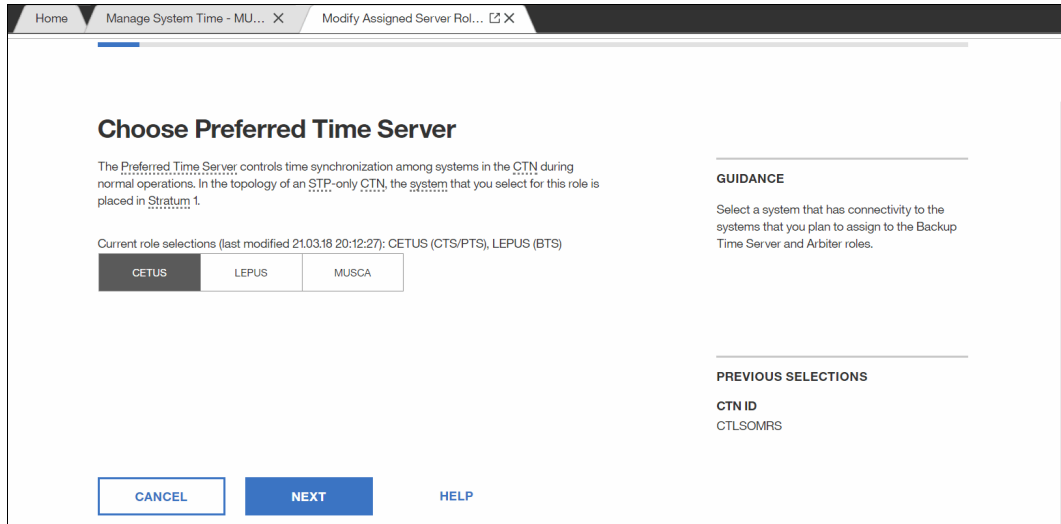 Home
Manage System Time - MU...
Modify Assigned Server Rol...
Choose Preferred Time Server
The Preferred Time Server controls time synchronization among systems in the CTN during
normal operations. In the topology of an STP-only CTN, the system that you select for this role is
placed in Stratum 1.
Current role selections (last modified 21.03.18 20:12:27): CETUS (CTS/PTS), LEPUS (BTS)
CETUS
LEPUS
MUSCA
GUIDANCE
Select a system that has connectivity to the
systems that you plan to assign to the Backup
Time Server and Arbiter roles.
PREVIOUS SELECTIONS
CTN ID
CTLSOMRS
CANCEL
NEXT
HELP